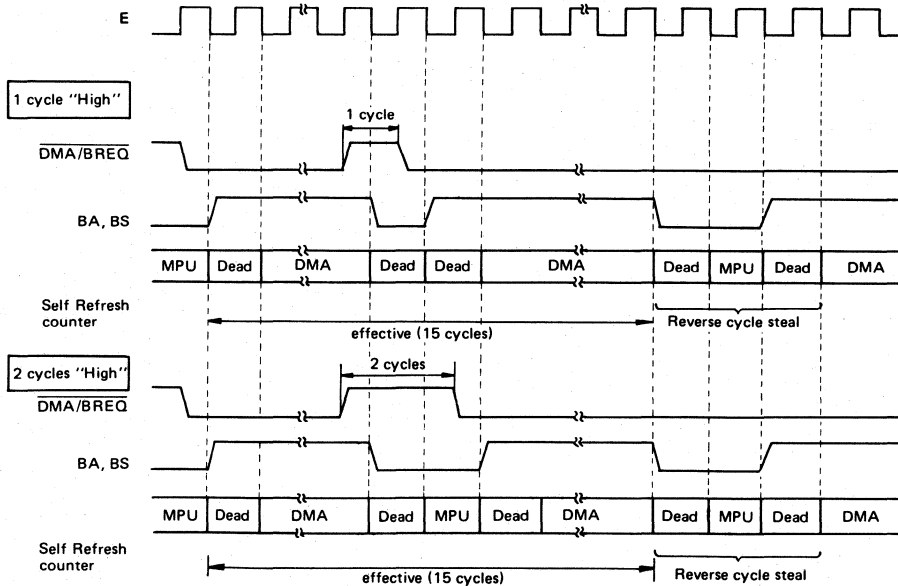 E
1 cycle "High"
1 cycle
DMA/BREQ
BA, BS
MPU Dead DMA Dead Dead DMA Dead MPU Dead DMA
Self Refresh
counter
effective (15 cycles)
Reverse cycle steal
2 cycles "High"
2 cycles
DMA/BREQ
BA, BS
MPU Dead DMA Dead MPU Dead DMA Dead MPU Dead DMA
Self Refresh
counter
effective (15 cycles)
Reverse cycle steal